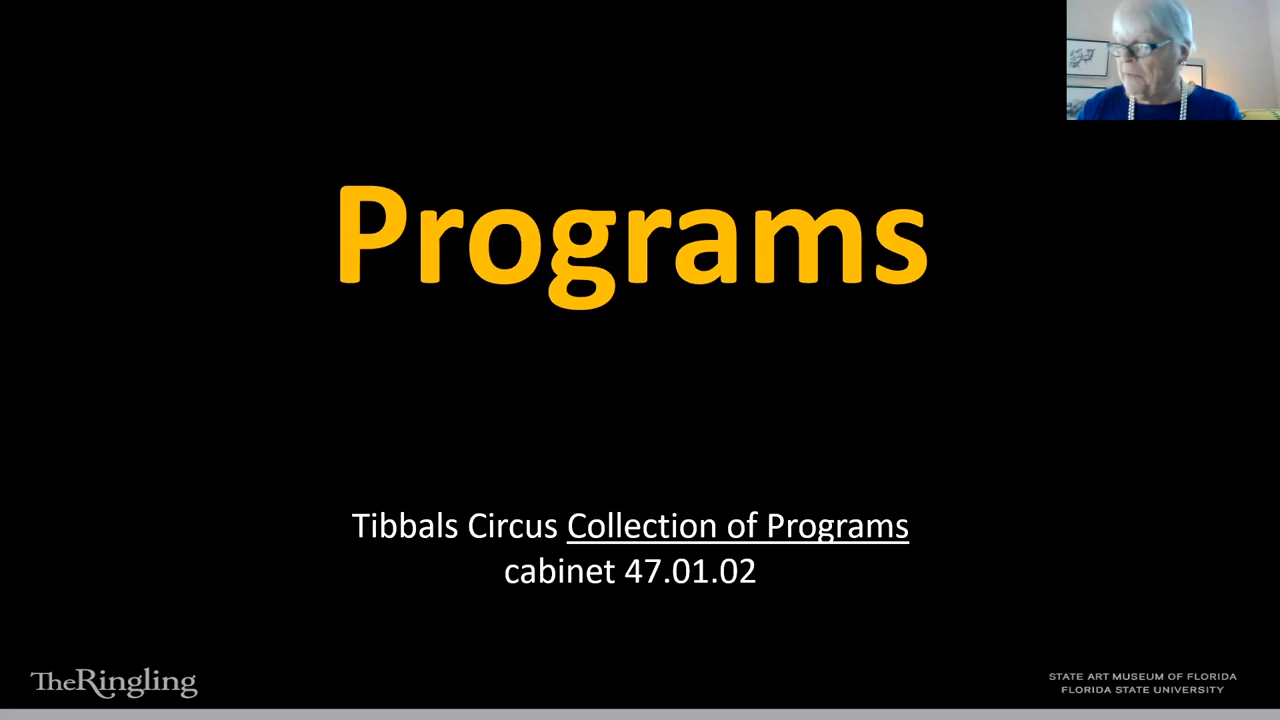 Programs
Tibbals Circus Collection of Programs
cabinet 47.01.02
TheRingling
STATE ART MUSEUM OF FLORIDA
FLORIDA STATE UNIVERSITY